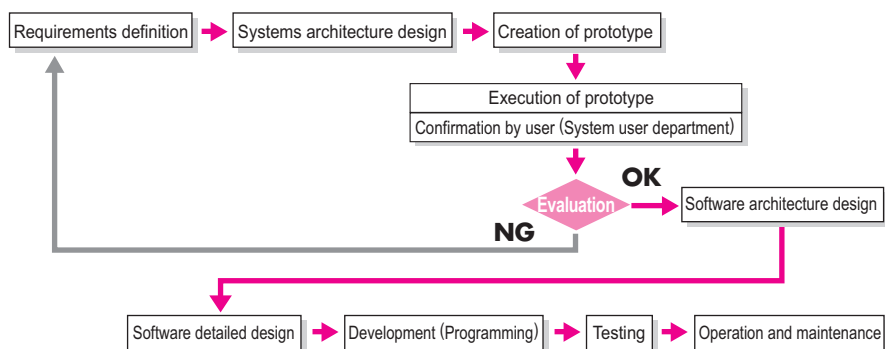 Requirements definition
Systems architecture design
Creation of prototype
Execution of prototype
Confirmation by user (System user department)
Evaluation
OK
NG
Software architecture design
Software detailed design
Development (Programming)
Testing
Operation and maintenance